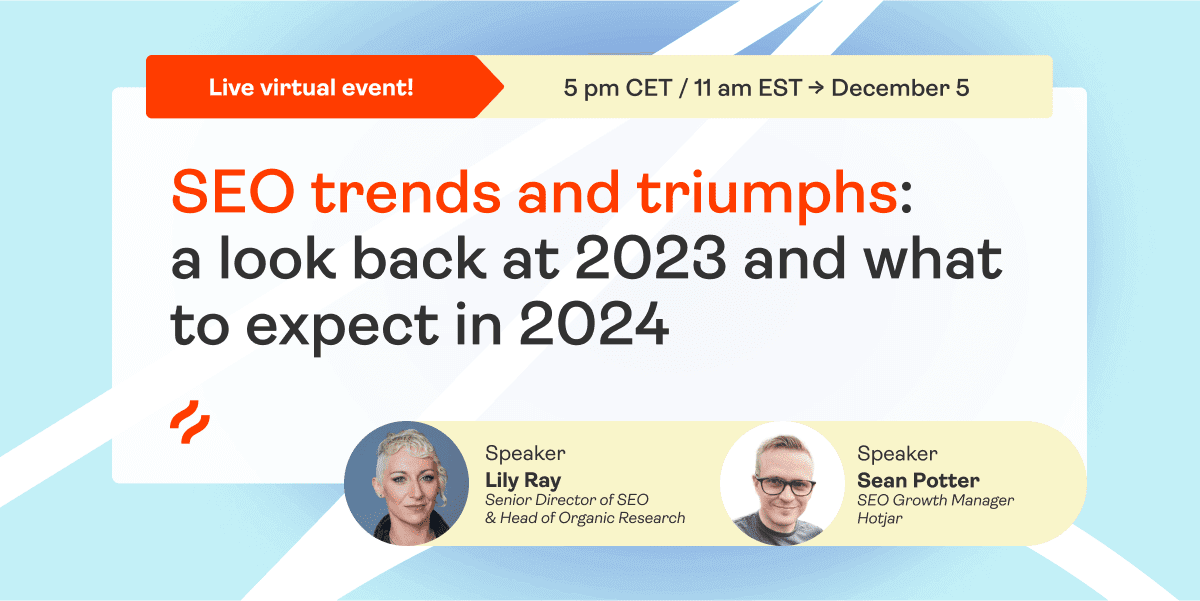 Live virtual event!
5 pm CET / 11 am EST → December 5
SEO trends and triumphs:
a look back at 2023 and what
to expect in 2024
Speaker
Lily Ray
Senior Director of SEO
& Head of Organic Research
Speaker
Sean Potter
SEO Growth Manager
Hotjar